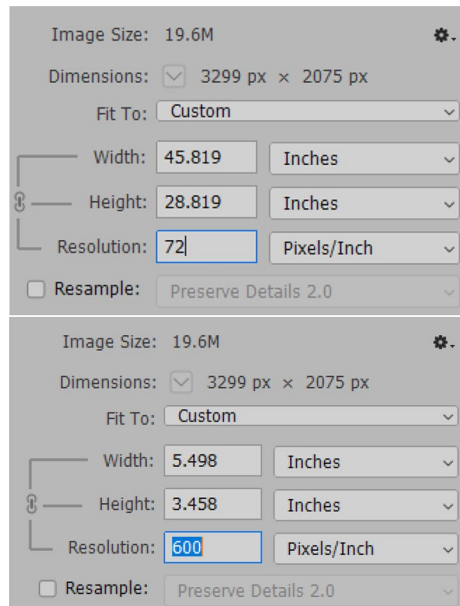 Image Size: 19.6M
Dimensions: 3299 px × 2075 px
Fit To: Custom
Width: 45.819 Inches
Height: 28.819 Inches
Resolution: 72 Pixels/Inch
Resample: Preserve Details 2.0
Image Size: 19.6M
Dimensions: 3299 px × 2075 px
Fit To: Custom
Width: 5.498 Inches
Height: 3.458 Inches
Resolution: 600 Pixels/Inch
Resample: Preserve Details 2.0